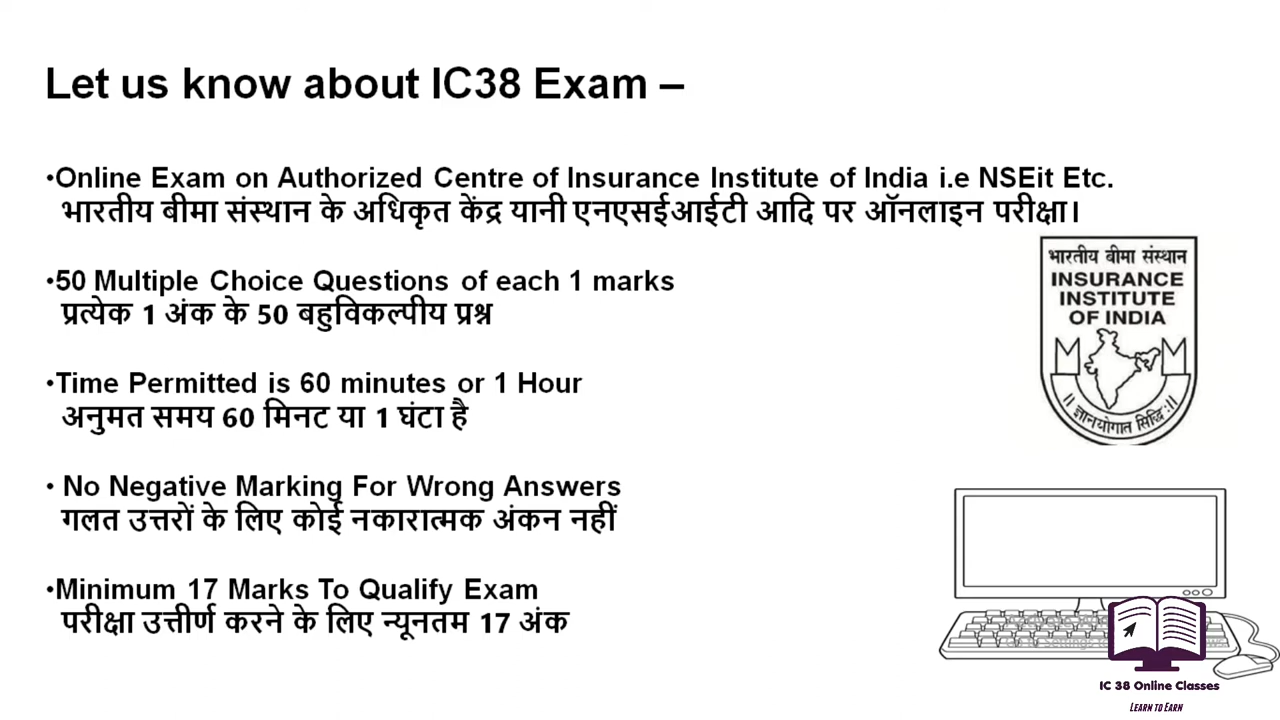 Let us know about IC38 Exam –
•Online Exam on Authorized Centre of Insurance Institute of India i.e NSEit Etc.
भारतीय बीमा संस्थान के अधिकृत केंद्र यानी एनएसईआईटी आदि पर ऑनलाइन परीक्षा।
•50 Multiple Choice Questions of each 1 marks
प्रत्येक 1 अंक के 50 बहुविकल्पीय प्रश्न
•Time Permitted is 60 minutes or 1 Hour
अनुमत समय 60 मिनट या 1 घंटा है
• No Negative Marking For Wrong Answers
गलत उत्तरों के लिए कोई नकारात्मक अंकन नहीं
•Minimum 17 Marks To Qualify Exam
परीक्षा उत्तीर्ण करने के लिए न्यूनतम 17 अंक
भारतीय बीमा संस्थान
INSURANCE
INSTITUTE
OF INDIA
॥ ज्ञानयोगात सिद्धिः॥
IC 38 Online Classes
LEARN TO EARN